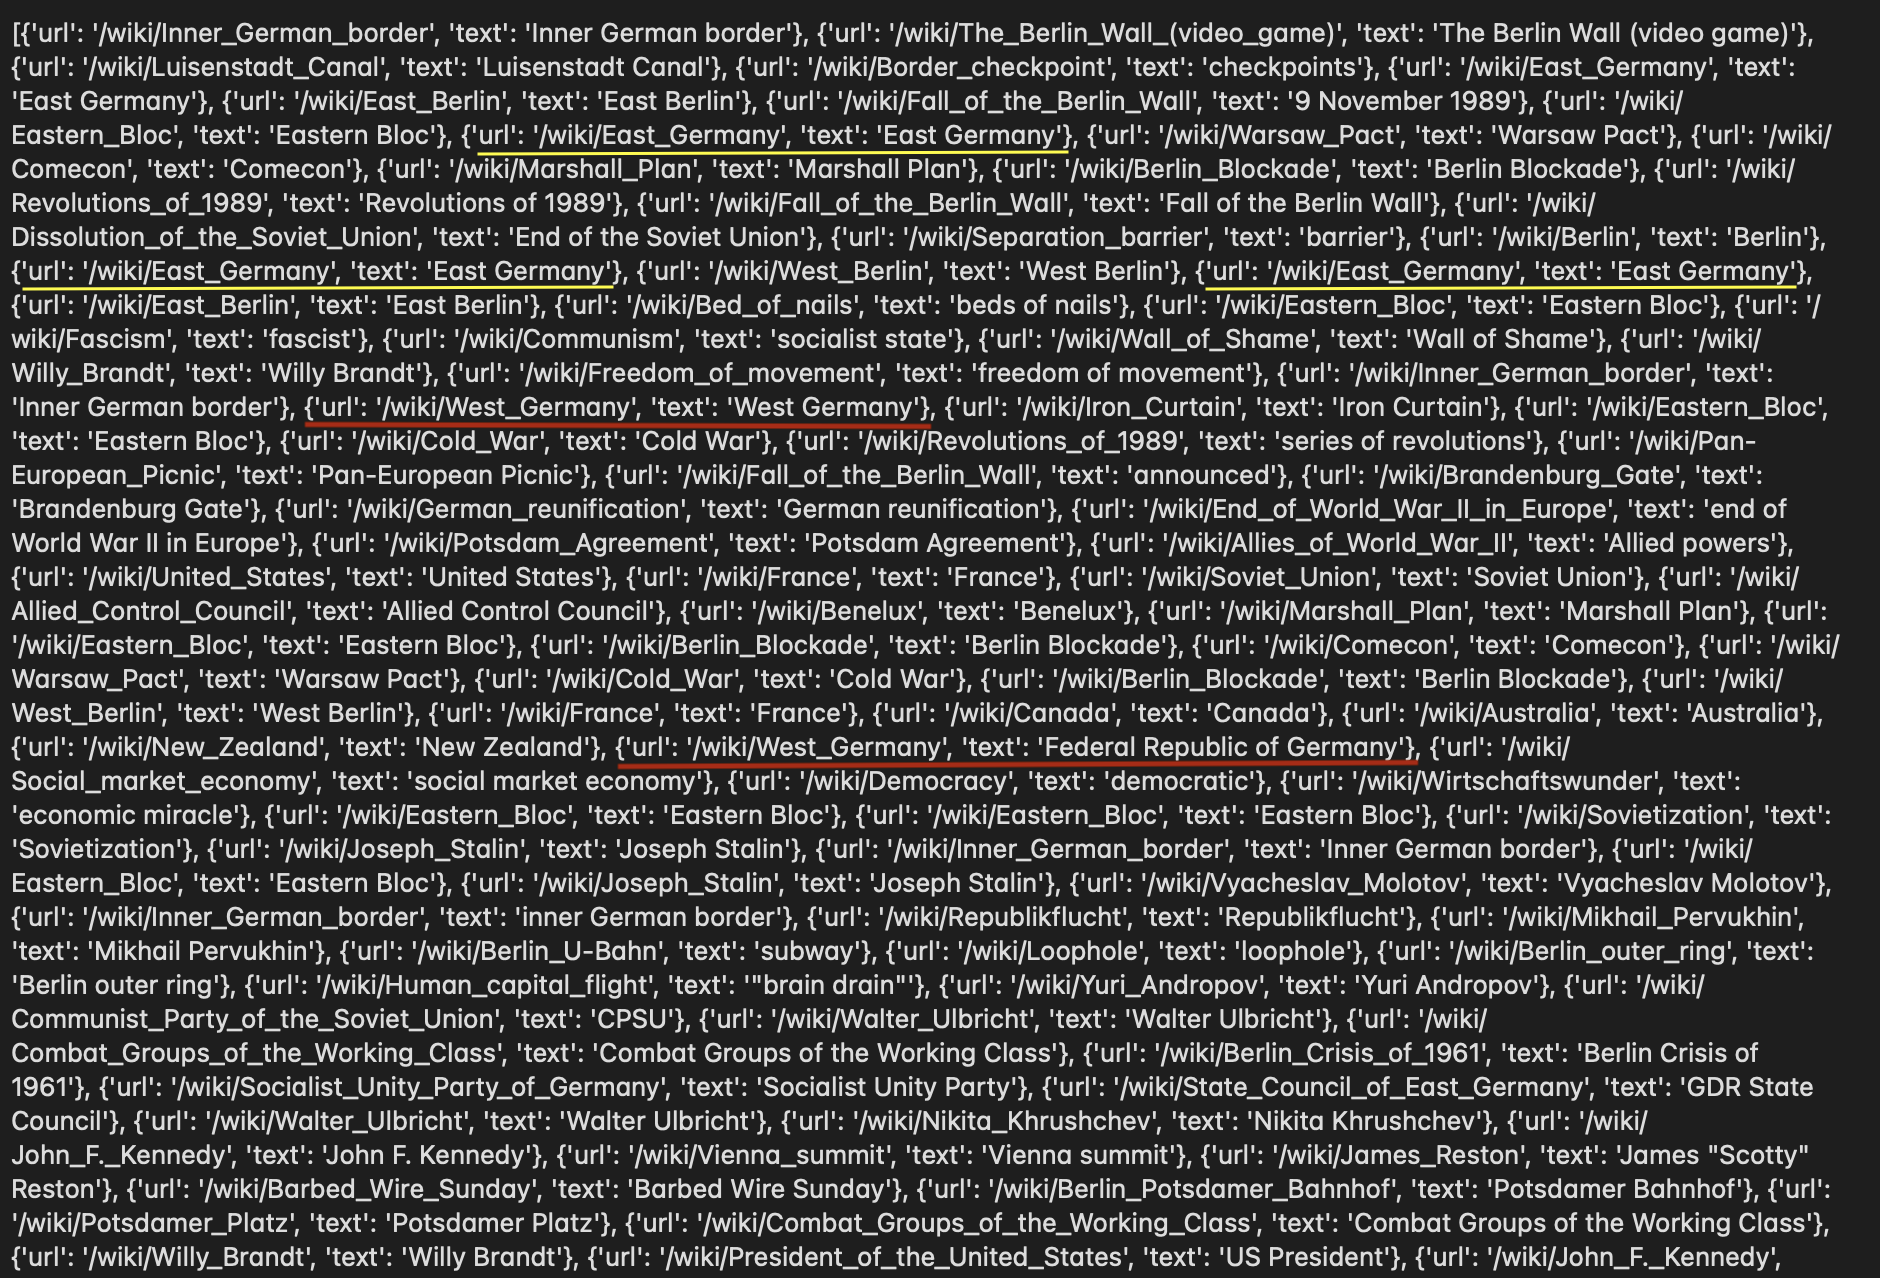 [{'url': '/wiki/Inner_German_border', 'text': 'Inner German border'}, {'url': '/wiki/The_Berlin_Wall_(video_game)', 'text': 'The Berlin Wall (video game)'},
{'url': '/wiki/Luisenstadt_Canal', 'text': 'Luisenstadt Canal'}, {'url': '/wiki/Border_checkpoint', 'text': 'checkpoints'}, {'url': '/wiki/East_Germany', 'text':
'East Germany'}, {'url': '/wiki/East_Berlin', 'text': 'East Berlin'}, {'url': '/wiki/Fall_of_the_Berlin_Wall', 'text': '9 November 1989'}, {'url': '/wiki/
Eastern_Bloc', 'text': 'Eastern Bloc'}, {'url': '/wiki/East_Germany', 'text': 'East Germany'}, {'url': '/wiki/Warsaw_Pact', 'text': 'Warsaw Pact'}, {'url': '/wiki/
Comecon', 'text': 'Comecon'}, {'url': '/wiki/Marshall_Plan', 'text': 'Marshall Plan'}, {'url': '/wiki/Berlin_Blockade', 'text': 'Berlin Blockade'}, {'url': '/wiki/
Revolutions_of_1989', 'text': 'Revolutions of 1989'}, {'url': '/wiki/Fall_of_the_Berlin_Wall', 'text': 'Fall of the Berlin Wall'}, {'url': '/wiki/
Dissolution_of_the_Soviet_Union', 'text': 'End of the Soviet Union'}, {'url': '/wiki/Separation_barrier', 'text': 'barrier'}, {'url': '/wiki/Berlin', 'text': 'Berlin'},
{'url': '/wiki/East_Germany', 'text': 'East Germany'}, {'url': '/wiki/West_Berlin', 'text': 'West Berlin'}, {'url': '/wiki/East_Germany', 'text': 'East Germany'},
{'url': '/wiki/East_Berlin', 'text': 'East Berlin'}, {'url': '/wiki/Bed_of_nails', 'text': 'beds of nails'}, {'url': '/wiki/Eastern_Bloc', 'text': 'Eastern Bloc'}, {'url': '/
wiki/Fascism', 'text': 'fascist'}, {'url': '/wiki/Communism', 'text': 'socialist state'}, {'url': '/wiki/Wall_of_Shame', 'text': 'Wall of Shame'}, {'url': '/wiki/
Willy_Brandt', 'text': 'Willy Brandt'}, {'url': '/wiki/Freedom_of_movement', 'text': 'freedom of movement'}, {'url': '/wiki/Inner_German_border', 'text':
'Inner German border'}, {'url': '/wiki/West_Germany', 'text': 'West Germany'}, {'url': '/wiki/Iron_Curtain', 'text': 'Iron Curtain'}, {'url': '/wiki/Eastern_Bloc',
'text': 'Eastern Bloc'}, {'url': '/wiki/Cold_War', 'text': 'Cold War'}, {'url': '/wiki/Revolutions_of_1989', 'text': 'series of revolutions'}, {'url': '/wiki/Pan-
European_Picnic', 'text': 'Pan-European Picnic'}, {'url': '/wiki/Fall_of_the_Berlin_Wall', 'text': 'announced'}, {'url': '/wiki/Brandenburg_Gate', 'text':
'Brandenburg Gate'}, {'url': '/wiki/German_reunification', 'text': 'German reunification'}, {'url': '/wiki/End_of_World_War_II_in_Europe', 'text': 'end of
World War II in Europe'}, {'url': '/wiki/Potsdam_Agreement', 'text': 'Potsdam Agreement'}, {'url': '/wiki/Allies_of_World_War_II', 'text': 'Allied powers'},
{'url': '/wiki/United_States', 'text': 'United States'}, {'url': '/wiki/France', 'text': 'France'}, {'url': '/wiki/Soviet_Union', 'text': 'Soviet Union'}, {'url': '/wiki/
Allied_Control_Council', 'text': 'Allied Control Council'}, {'url': '/wiki/Benelux', 'text': 'Benelux'}, {'url': '/wiki/Marshall_Plan', 'text': 'Marshall Plan'}, {'url':
'/wiki/Eastern_Bloc', 'text': 'Eastern Bloc'}, {'url': '/wiki/Berlin_Blockade', 'text': 'Berlin Blockade'}, {'url': '/wiki/Comecon', 'text': 'Comecon'}, {'url': '/wiki/
Warsaw_Pact', 'text': 'Warsaw Pact'}, {'url': '/wiki/Cold_War', 'text': 'Cold War'}, {'url': '/wiki/Berlin_Blockade', 'text': 'Berlin Blockade'}, {'url': '/wiki/
West_Berlin', 'text': 'West Berlin'}, {'url': '/wiki/France', 'text': 'France'}, {'url': '/wiki/Canada', 'text': 'Canada'}, {'url': '/wiki/Australia', 'text': 'Australia'},
{'url': '/wiki/New_Zealand', 'text': 'New Zealand'}, {'url': '/wiki/West_Germany', 'text': 'Federal Republic of Germany'}, {'url': '/wiki/
Social_market_economy', 'text': 'social market economy'}, {'url': '/wiki/Democracy', 'text': 'democratic'}, {'url': '/wiki/Wirtschaftswunder', 'text':
'economic miracle'}, {'url': '/wiki/Eastern_Bloc', 'text': 'Eastern Bloc'}, {'url': '/wiki/Eastern_Bloc', 'text': 'Eastern Bloc'}, {'url': '/wiki/Sovietization', 'text':
'Sovietization'}, {'url': '/wiki/Joseph_Stalin', 'text': 'Joseph Stalin'}, {'url': '/wiki/Inner_German_border', 'text': 'Inner German border'}, {'url': '/wiki/
Eastern_Bloc', 'text': 'Eastern Bloc'}, {'url': '/wiki/Joseph_Stalin', 'text': 'Joseph Stalin'}, {'url': '/wiki/Vyacheslav_Molotov', 'text': 'Vyacheslav Molotov'},
{'url': '/wiki/Inner_German_border', 'text': 'inner German border'}, {'url': '/wiki/Republikflucht', 'text': 'Republikflucht'}, {'url': '/wiki/Mikhail_Pervukhin',
'text': 'Mikhail Pervukhin'}, {'url': '/wiki/Berlin_U-Bahn', 'text': 'subway'}, {'url': '/wiki/Loophole', 'text': 'loophole'}, {'url': '/wiki/Berlin_outer_ring', 'text':
'Berlin outer ring'}, {'url': '/wiki/Human_capital_flight', 'text': '"brain drain"'}, {'url': '/wiki/Yuri_Andropov', 'text': 'Yuri Andropov'}, {'url': '/wiki/
Communist_Party_of_the_Soviet_Union', 'text': 'CPSU'}, {'url': '/wiki/Walter_Ulbricht', 'text': 'Walter Ulbricht'}, {'url': '/wiki/
Combat_Groups_of_the_Working_Class', 'text': 'Combat Groups of the Working Class'}, {'url': '/wiki/Berlin_Crisis_of_1961', 'text': 'Berlin Crisis of
1961'}, {'url': '/wiki/Socialist_Unity_Party_of_Germany', 'text': 'Socialist Unity Party'}, {'url': '/wiki/State_Council_of_East_Germany', 'text': 'GDR State
Council'}, {'url': '/wiki/Walter_Ulbricht', 'text': 'Walter Ulbricht'}, {'url': '/wiki/Nikita_Khrushchev', 'text': 'Nikita Khrushchev'}, {'url': '/wiki/
John_F._Kennedy', 'text': 'John F. Kennedy'}, {'url': '/wiki/Vienna_summit', 'text': 'Vienna summit'}, {'url': '/wiki/James_Reston', 'text': 'James "Scotty"
Reston'}, {'url': '/wiki/Barbed_Wire_Sunday', 'text': 'Barbed Wire Sunday'}, {'url': '/wiki/Berlin_Potsdamer_Bahnhof', 'text': 'Potsdamer Bahnhof'}, {'url':
'/wiki/Potsdamer_Platz', 'text': 'Potsdamer Platz'}, {'url': '/wiki/Combat_Groups_of_the_Working_Class', 'text': 'Combat Groups of the Working Class'},
{'url': '/wiki/Willy_Brandt', 'text': 'Willy Brandt'}, {'url': '/wiki/President_of_the_United_States', 'text': 'US President'}, {'url': '/wiki/John_F._Kennedy',